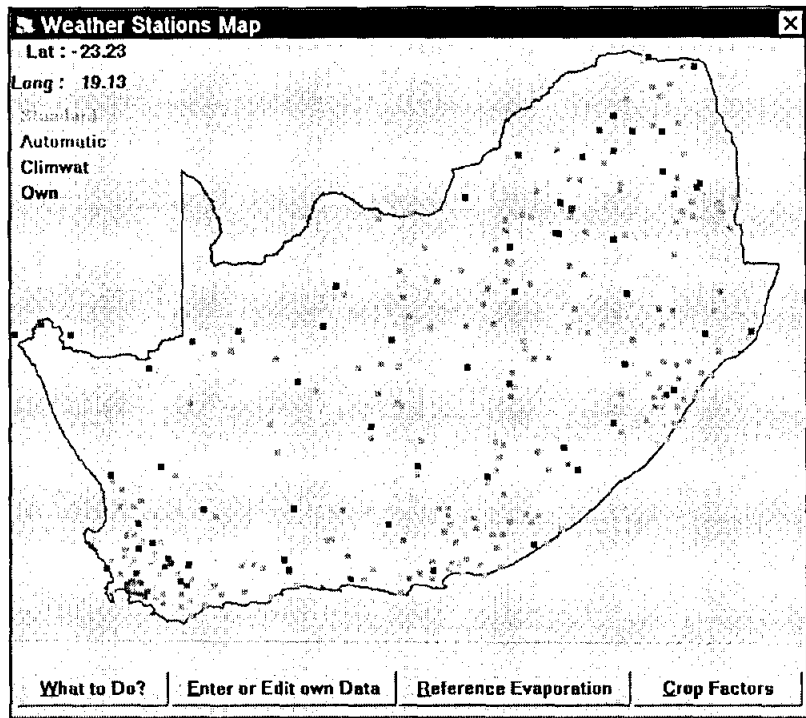 Weather Stations Map
Lat : -23.23
Long : 19.13
Standard
Automatic
Climwat
Own
What to Do?
Enter or Edit own Data
Reference Evaporation
Crop Factors